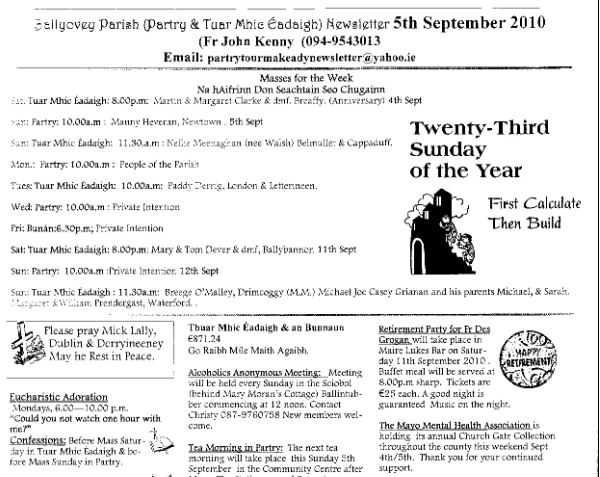 Ballyovey Parish (Partry & Tuar Mhic Éadaigh) Newsletter 5th September 2010
(Fr John Kenny (094-9543013
Email: partrytourmakeadynewsletter@yahoo.ie
Masses for the Week
Na hAifrinn Don Seachtain Seo Chugainn
Sat: Tuar Mhic Éadaigh: 8.00p.m: Martin & Margaret Clarke & dmf, Breaffy. (Anniversary) 4th Sept
Sun: Partry: 10.00a.m : Manny Heveran, Newtown . 5th Sept
Sun: Tuar Mhic Éadaigh: 11.30.a.m : Nellie Meenaghan (nee Walsh) Belmullet & Cappaduff.
Mon.: Partry: 10.00a.m : People of the Parish
Tues: Tuar Mhic Éadaigh: 10.00a.m: Paddy Derrig, London & Letterineen.
Wed: Partry: 10.00a.m : Private Intention
Fri: Bunán:6.30p.m; Private Intention
Sat: Tuar Mhic Éadaigh: 8.00p.m: Mary & Tom Dever & dmf, Ballybannor. 11th Sept
Sun: Partry: 10.00a.m :Private Intention. 12th Sept
Sun: Tuar Mhic Éadaigh : 11.30a.m: Breege O'Malley, Drimcoggy (M.M.) Michael Joe Casey Grianan and his parents Michael, & Sarah.
Margaret &William Prendergast, Waterford. .
Twenty-Third
Sunday
of the Year
First Calculate
Then Build
Please pray Mick Lally,
Dublin & Derryineeney
May he Rest in Peace.
Eucharistic Adoration
Mondays, 6.00—10.00 p.m.
"Could you not watch one hour with
me?"
Confessions: Before Mass Satur-
day in Tuar Mhic Eadaigh & be-
fore Mass Sunday in Partry.
Thuar Mhic Éadaigh & an Bunnaun
€871.24
Go Raibh Míle Maith Agaibh.
Alcoholics Anonymous Meeting: Meeting
will be held every Sunday in the Sciobol
(behind Mary Moran's Cottage) Ballintub-
ber commencing at 12 noon. Contact
Christy 087-9760758 New members wel-
come.
Tea Morning in Partry: The next tea
morning will take place this Sunday 5th
September in the Community Centre after
Retirement Party for Fr Des
Grogan will take place in
Maire Lukes Bar on Satur-
day 11th September 2010 .
Buffet meal will be served at
8.00p.m sharp. Tickets are
€25 each. A good night is
guaranteed Music on the night.
HAPPY
RETIREMENT
The Mayo Mental Health Association is
holding its annual Church Gate Collection
throughout the county this weekend Sept
4th/5th. Thank you for your continued
support.